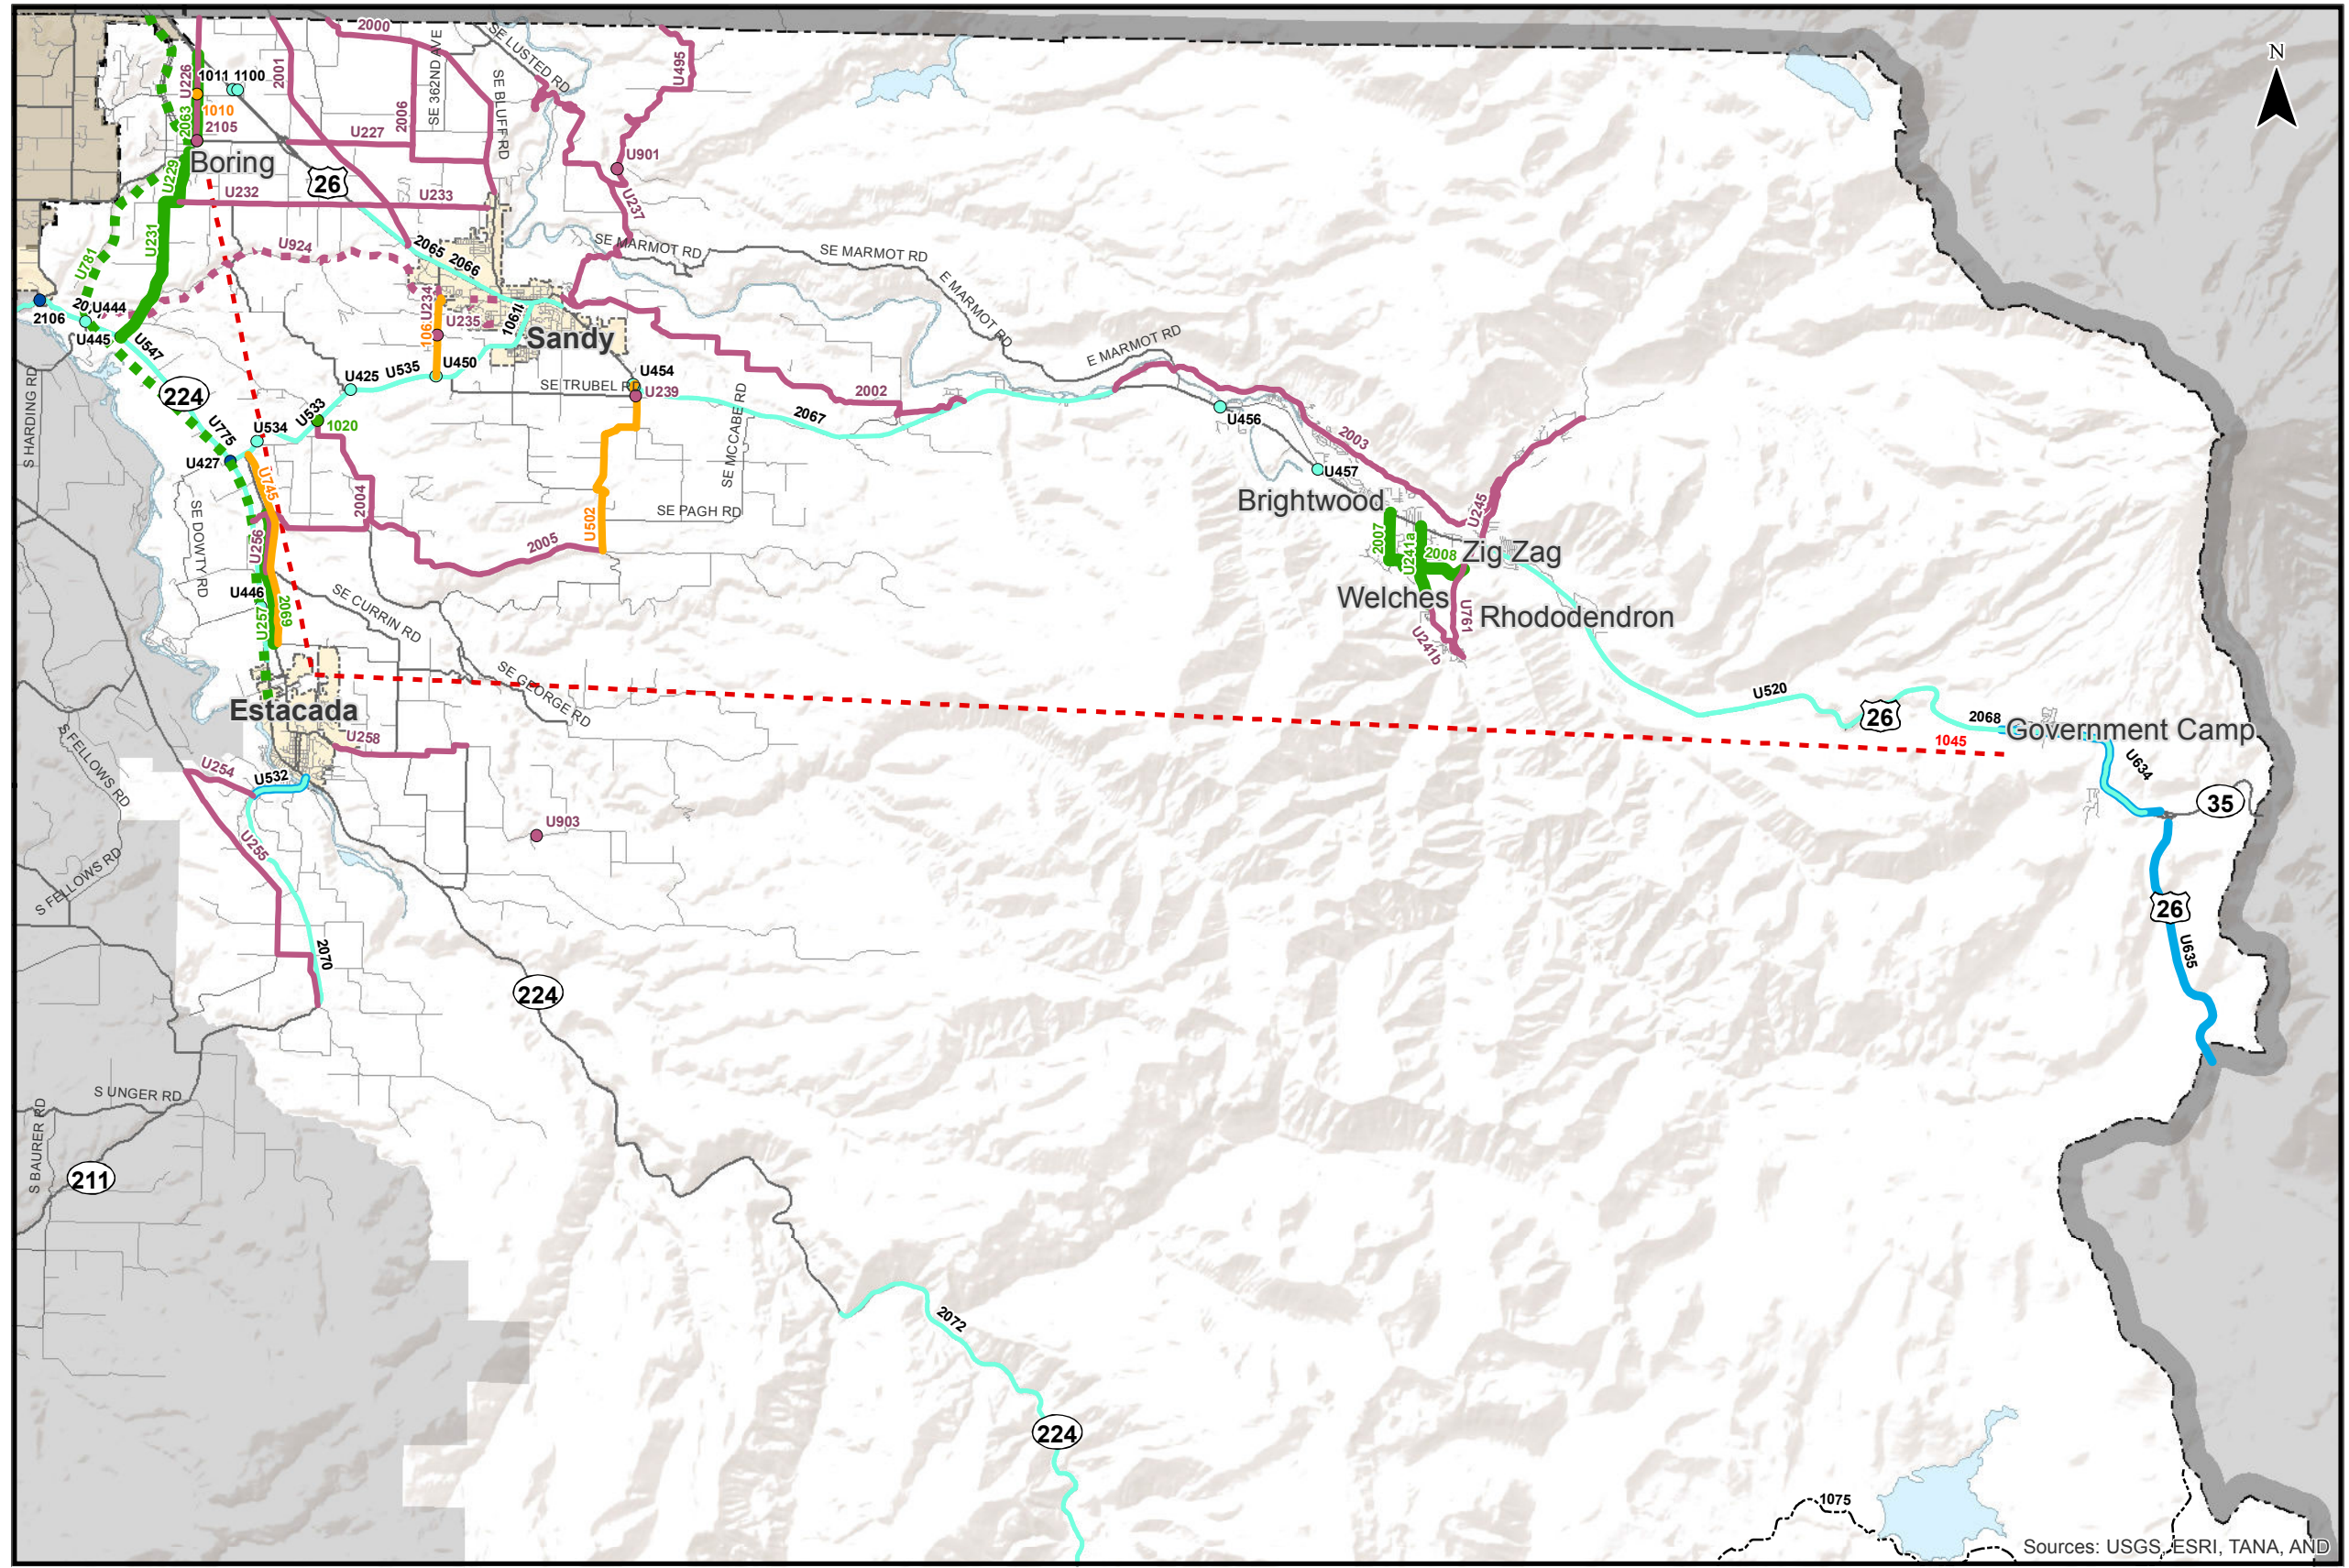 2000
SE LUSTED RD
U495
N
U226
1011 1100
2001
SE 362ND AVE
SE BLUFF RD
2006
1010
2063
2105
U227
U901
Boring
U229
26
U232
U233
U237
U231
U924
2065
2066
SE MARMOT RD
SE MARMOT RD
E MARMOT RD
E MARMOT RD
U781
U444
2106
U445
U547
U234
U235
Sandy
224
U425
U535
U450
U454
SE TRUBEL RD
U239
SE MCCABE RD
2067
2002
U456
2003
U457
S HARDING RD
U775
U534
U533
1020
U427
U745
2004
SE DOWTY RD
U256
U502
SE PAGH RD
2005
Brightwood
U245
2007
U241a
2008
Zig Zag
Welches
U761
Rhododendron
U241b
U446
U257
2069
SE CURRIN RD
SE GEORGE RD
Estacada
U258
U520
26
2068
Government Camp
1045
U634
35
S FELLOWS RD
U254
U532
U255
U903
S FELLOWS RD
26
U635
2070
224
S UNGER RD
S BAURER RD
211
2072
224
1075
Sources: USGS, ESRI, TANA, AND